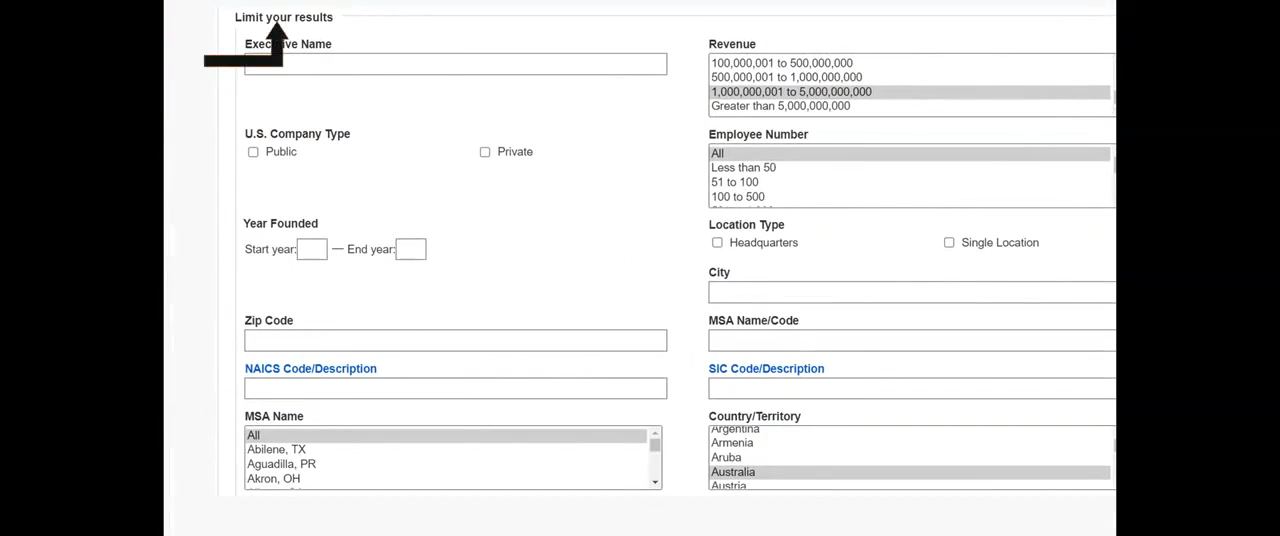 Limit your results
Executive Name
Revenue
100,000,001 to 500,000,000
500,000,001 to 1,000,000,000
1,000,000,001 to 5,000,000,000
Greater than 5,000,000,000
U.S. Company Type
Public
Private
Employee Number
All
Less than 50
51 to 100
100 to 500
Year Founded
Start year: — End year:
Location Type
Headquarters
Single Location
City
Zip Code
MSA Name/Code
NAICS Code/Description
SIC Code/Description
MSA Name
All
Abilene, TX
Aguadilla, PR
Akron, OH
Country/Territory
Argentina
Armenia
Aruba
Australia
Austria